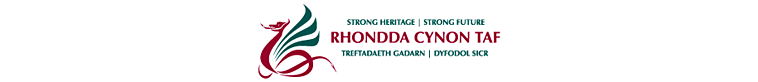 STRONG HERITAGE | STRONG FUTURE
RHONDDA CYNON TAF
TREFTADAETH GADARN | DYFODOL SICR